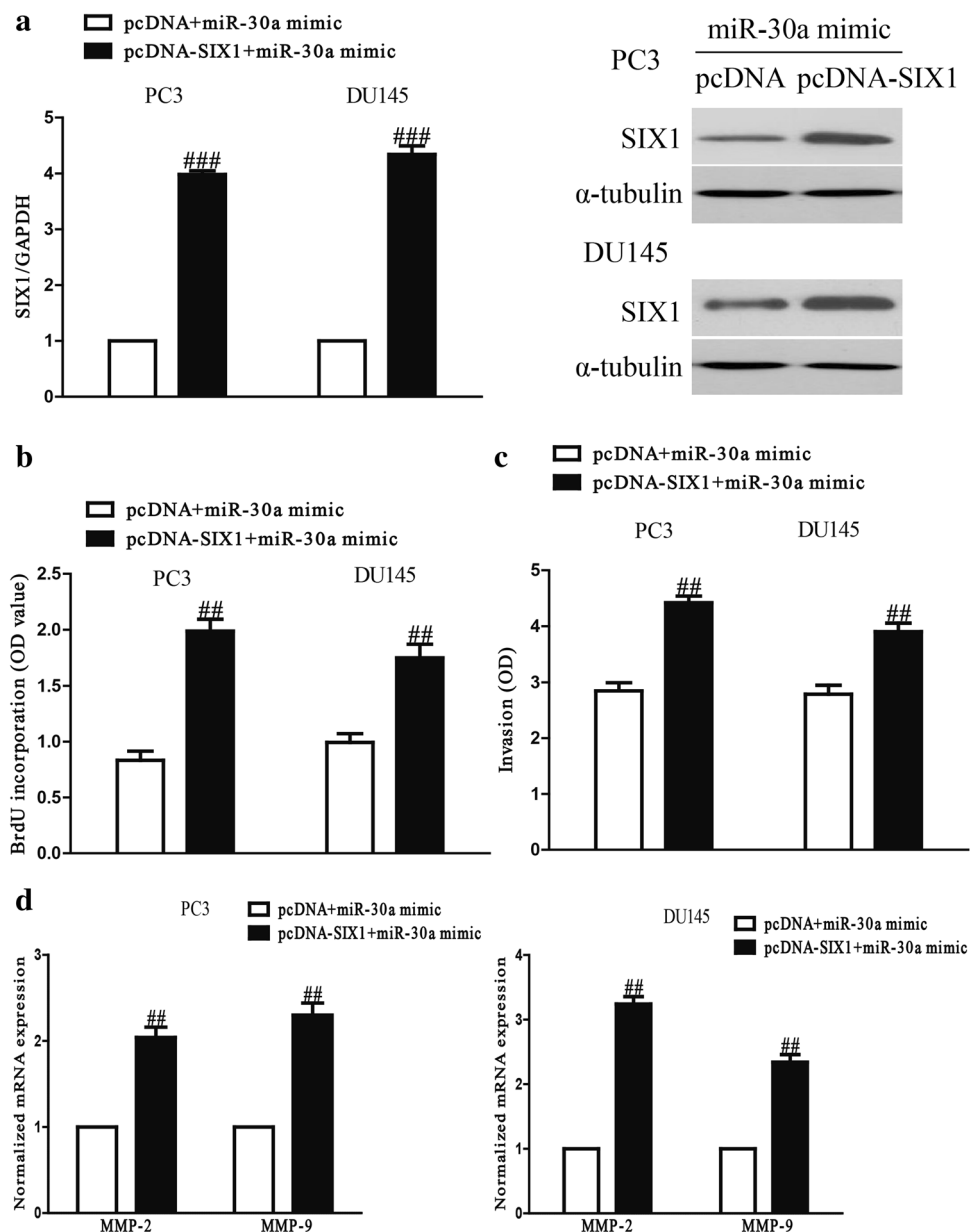 a
pcDNA+miR-30a mimic
pcDNA-SIX1+miR-30a mimic
PC3
DU145
SIX1/GAPDH
5
4
3
2
1
0
###
###
miR-30a mimic
PC3
pcDNA pcDNA-SIX1
SIX1
α-tubulin
DU145
SIX1
α-tubulin
b
pcDNA+miR-30a mimic
pcDNA-SIX1+miR-30a mimic
PC3
DU145
BrdU incorporation (OD value)
2.5
2.0
1.5
1.0
0.5
0.0
##
##
c
pcDNA+miR-30a mimic
pcDNA-SIX1+miR-30a mimic
PC3
DU145
Invasion (OD)
5
4
3
2
1
0
##
##
d
PC3
pcDNA+miR-30a mimic
pcDNA-SIX1+miR-30a mimic
Normalized mRNA expression
3
2
1
0
##
##
MMP-2
MMP-9
DU145
pcDNA+miR-30a mimic
pcDNA-SIX1+miR-30a mimic
Normalized mRNA expression
4
3
2
1
0
##
##
MMP-2
MMP-9